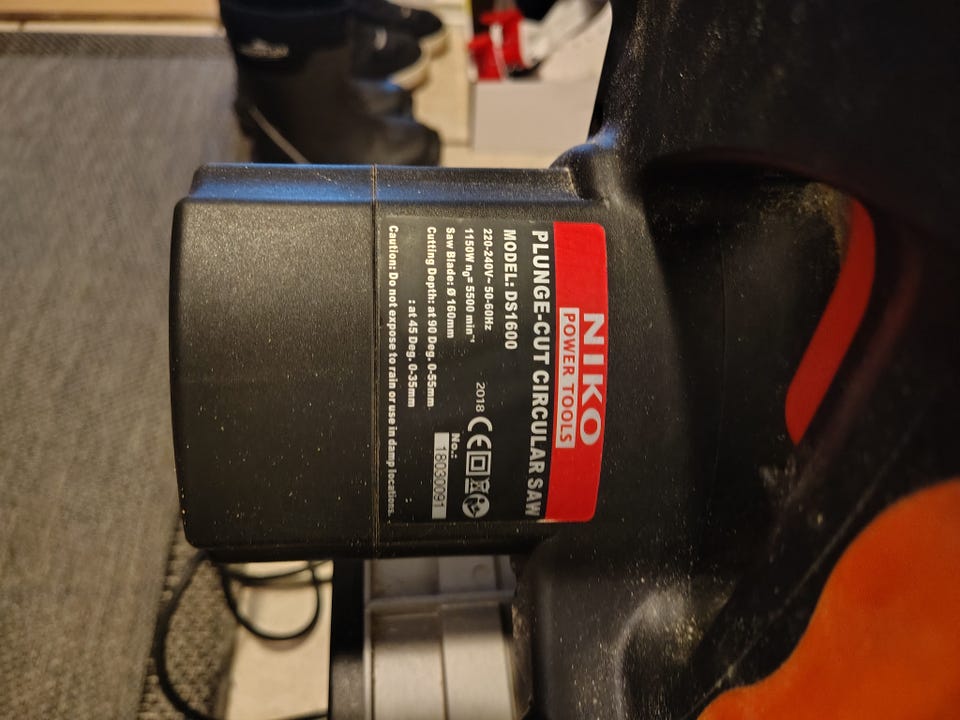 NIKO
POWER TOOLS
PLUNGE-CUT CIRCULAR SAW
MODEL: DS1600
220-240V~ 50-60Hz
1150W n₀= 5500 min⁻¹
2018 CE
Saw Blade: Ø 160mm
No.: 18030091
Cutting Depth: at 90 Deg. 0-55mm
: at 45 Deg. 0-35mm
Caution: Do not expose to rain or use in damp locations.